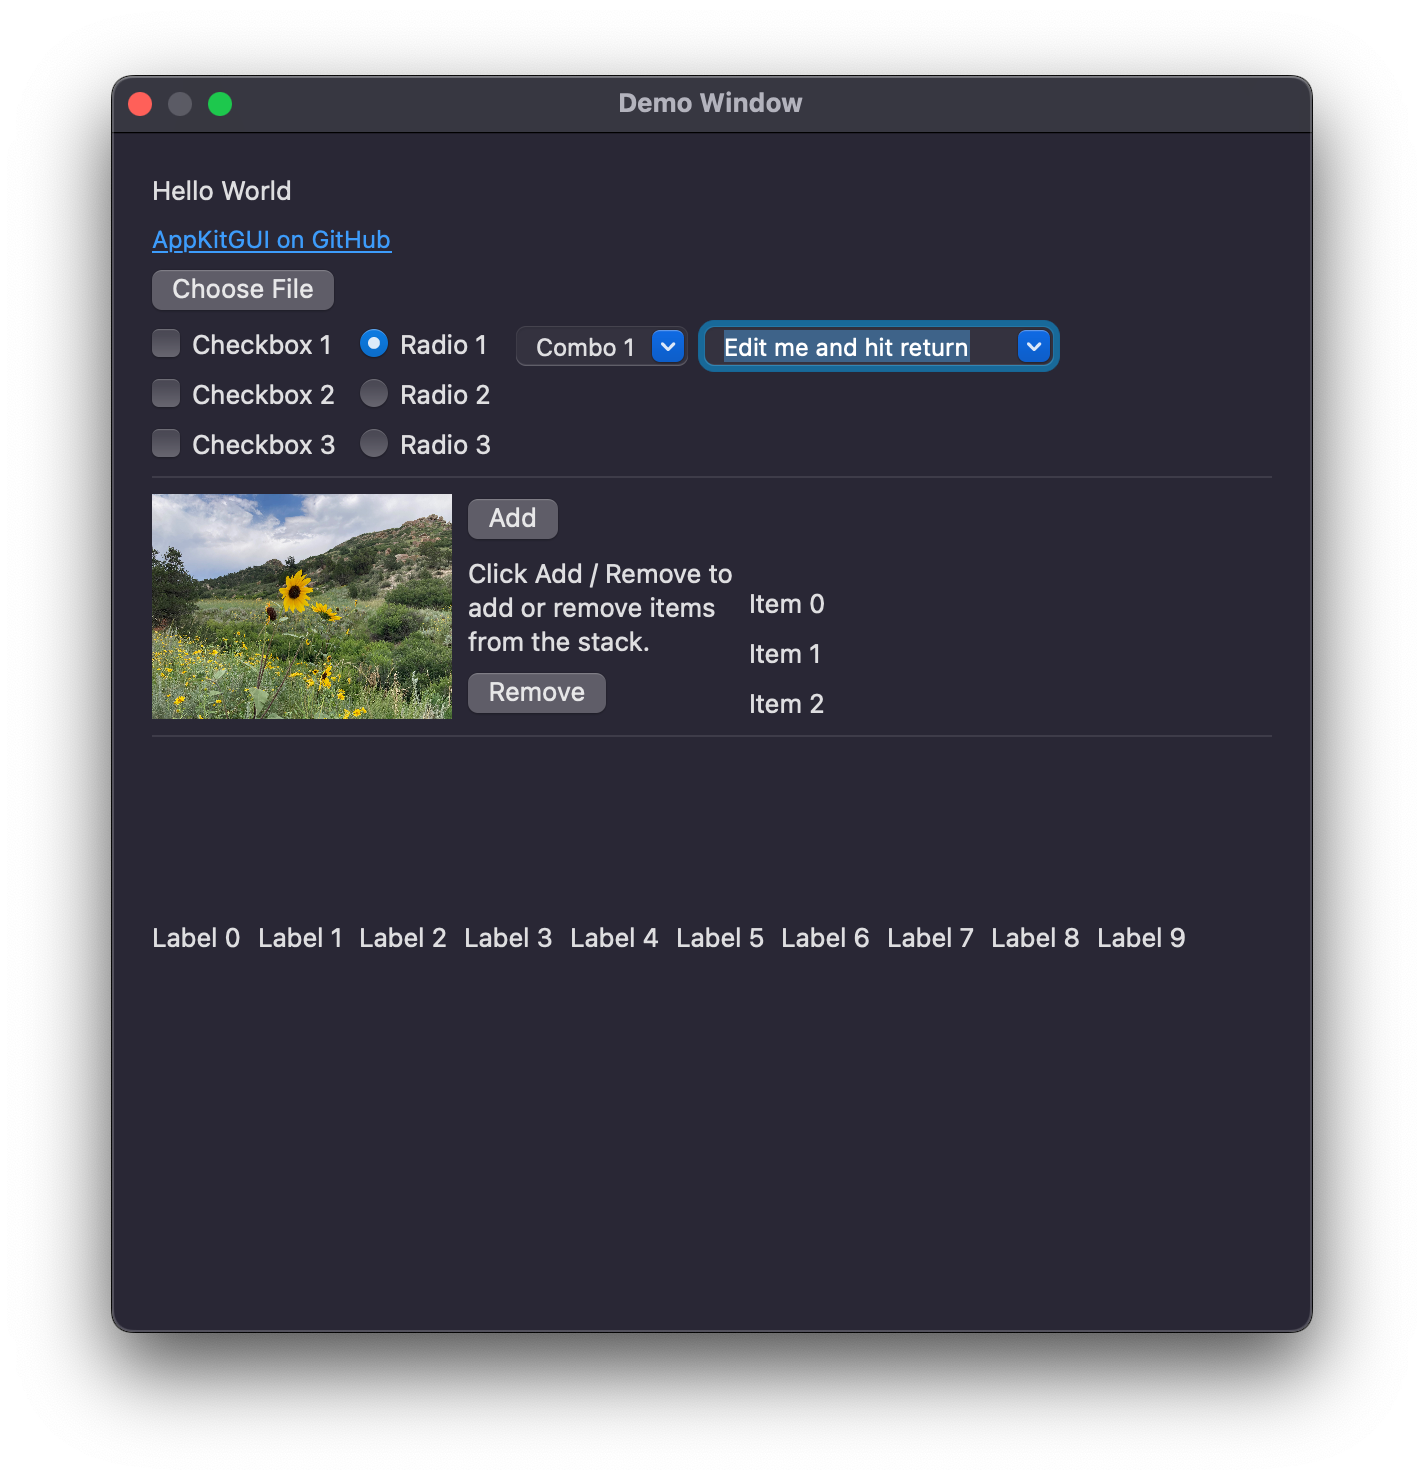 Demo Window
Hello World
AppKitGUI on GitHub
Choose File
Checkbox 1 Radio 1 Combo 1 Edit me and hit return
Checkbox 2 Radio 2
Checkbox 3 Radio 3
Add
Click Add / Remove to
add or remove items
from the stack.
Remove
Item 0
Item 1
Item 2
Label 0 Label 1 Label 2 Label 3 Label 4 Label 5 Label 6 Label 7 Label 8 Label 9